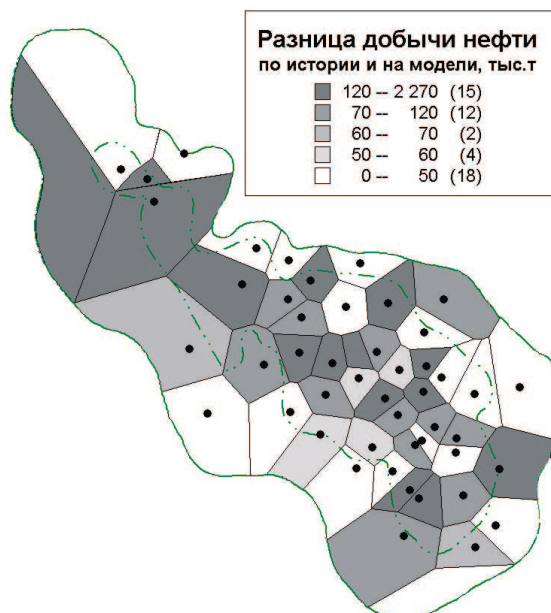 Разница добычи нефти
по истории и на модели, тыс.т
120 -- 2 270 (15)
70 -- 120 (12)
60 -- 70 (2)
50 -- 60 (4)
0 -- 50 (18)